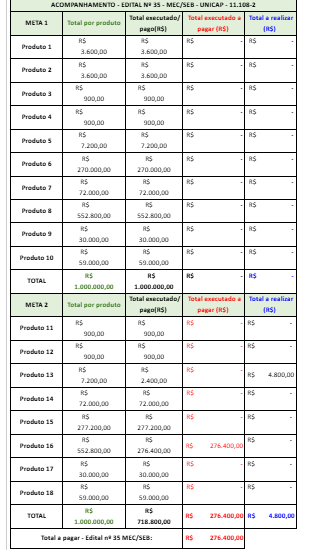 ACOMPANHAMENTO - EDITAL Nº 35 - MEC/SEB - UNICAP - 11.108-2
META 1 Total por produto Total executado/ pago(R$) Total executado a pagar (R$) Total a realizar (R$)
Produto 1 R$ 3.600,00 R$ 3.600,00 R$ - R$ -
Produto 2 R$ 3.600,00 R$ 3.600,00 R$ - R$ -
Produto 3 R$ 900,00 R$ 900,00 R$ - R$ -
Produto 4 R$ 900,00 R$ 900,00 R$ - R$ -
Produto 5 R$ 7.200,00 R$ 7.200,00 R$ - R$ -
Produto 6 R$ 270.000,00 R$ 270.000,00 R$ - R$ -
Produto 7 R$ 72.000,00 R$ 72.000,00 R$ - R$ -
Produto 8 R$ 552.800,00 R$ 552.800,00 R$ - R$ -
Produto 9 R$ 30.000,00 R$ 30.000,00 R$ - R$ -
Produto 10 R$ 59.000,00 R$ 59.000,00 R$ - R$ -
TOTAL R$ 1.000.000,00 R$ 1.000.000,00 R$ - R$ -
META 2 Total por produto Total executado/ pago(R$) Total executado a pagar (R$) Total a realizar (R$)
Produto 11 R$ 900,00 R$ 900,00 R$ - R$ -
Produto 12 R$ 900,00 R$ 900,00 R$ - R$ -
Produto 13 R$ 7.200,00 R$ 2.400,00 R$ - R$ 4.800,00
Produto 14 R$ 72.000,00 R$ 72.000,00 R$ - R$ -
Produto 15 R$ 277.200,00 R$ 277.200,00 R$ - R$ -
Produto 16 R$ 552.800,00 R$ 276.400,00 R$ 276.400,00 R$ -
Produto 17 R$ 30.000,00 R$ 30.000,00 R$ - R$ -
Produto 18 R$ 59.000,00 R$ 59.000,00 R$ - R$ -
TOTAL R$ 1.000.000,00 R$ 718.800,00 R$ 276.400,00 R$ 4.800,00
Total a pagar - Edital nº 35 MEC/SEB: R$ 276.400,00